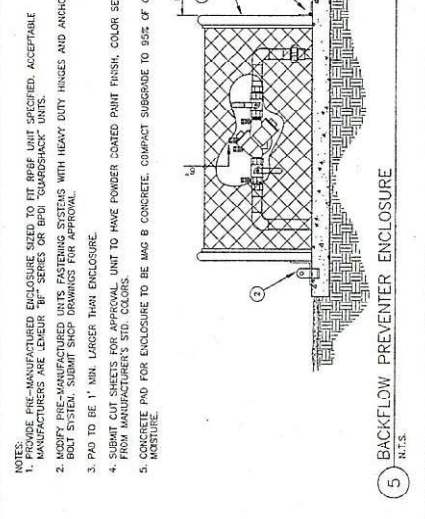 NOTES:
1. PROVIDE PRE-MANUFACTURED ENCLOSURE SIZED TO FIT RPBF UNIT SPECIFIED. ACCEPTABLE
MANUFACTURERS ARE LEMEUR "BF" SERIES OR BPDI "GUARDSHACK" UNITS.
2. MODIFY PRE-MANUFACTURED UNITS FASTENING SYSTEMS WITH HEAVY DUTY HINGES AND ANCHO
BOLT SYSTEM. SUBMIT SHOP DRAWINGS FOR APPROVAL.
3. PAD TO BE 1" MIN. LARGER THAN ENCLOSURE.
4. SUBMIT CUT SHEETS FOR APPROVAL. UNIT TO HAVE POWDER COATED PAINT FINISH, COLOR SE
FROM MANUFACTURER'S STD. COLORS.
5. CONCRETE PAD FOR ENCLOSURE TO BE MAG B CONCRETE. COMPACT SUBGRADE TO 95% OF O
MOISTURE.
2
5 BACKFLOW PREVENTER ENCLOSURE
N.T.S.